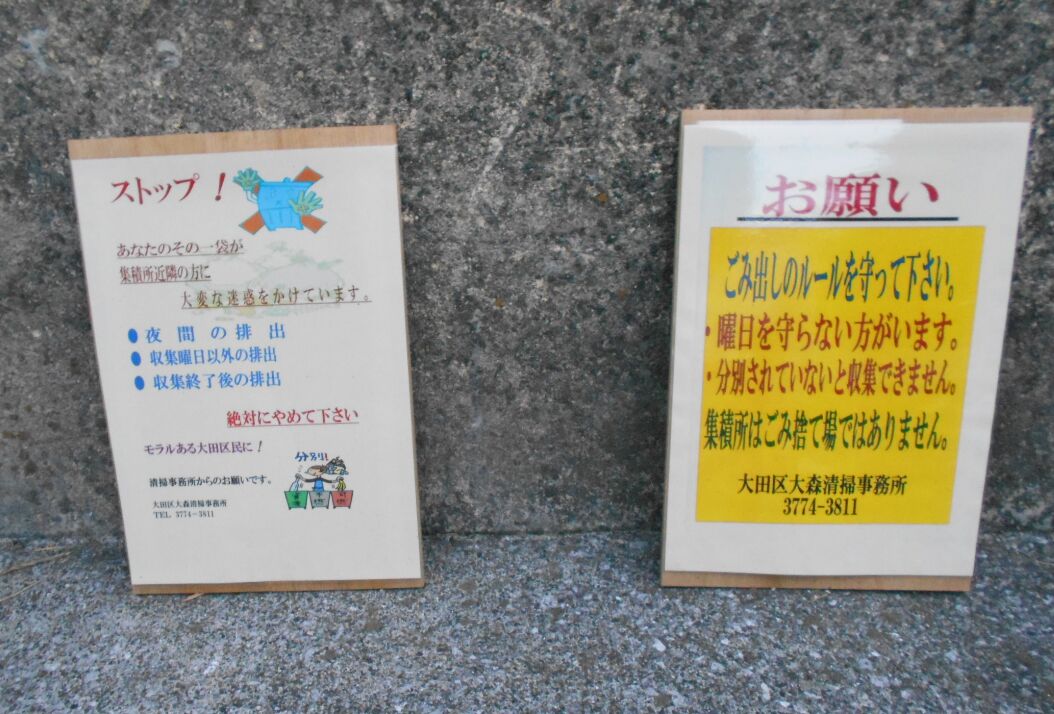 ストップ！
あなたのその一袋が
集積所近隣の方に
大変な迷惑をかけています。
●夜間の排出
●収集曜日以外の排出
●収集終了後の排出
絶対にやめて下さい
モラルある大田区民に！
分別!
清掃事務所からのお願いです。
大田区大森清掃事務所
TEL 3774-3811
お願い
ごみ出しのルールを守って下さい。
・曜日を守らない方がいます。
・分別されていないと収集できません。
集積所はごみ捨て場ではありません。
大田区大森清掃事務所
3774-3811